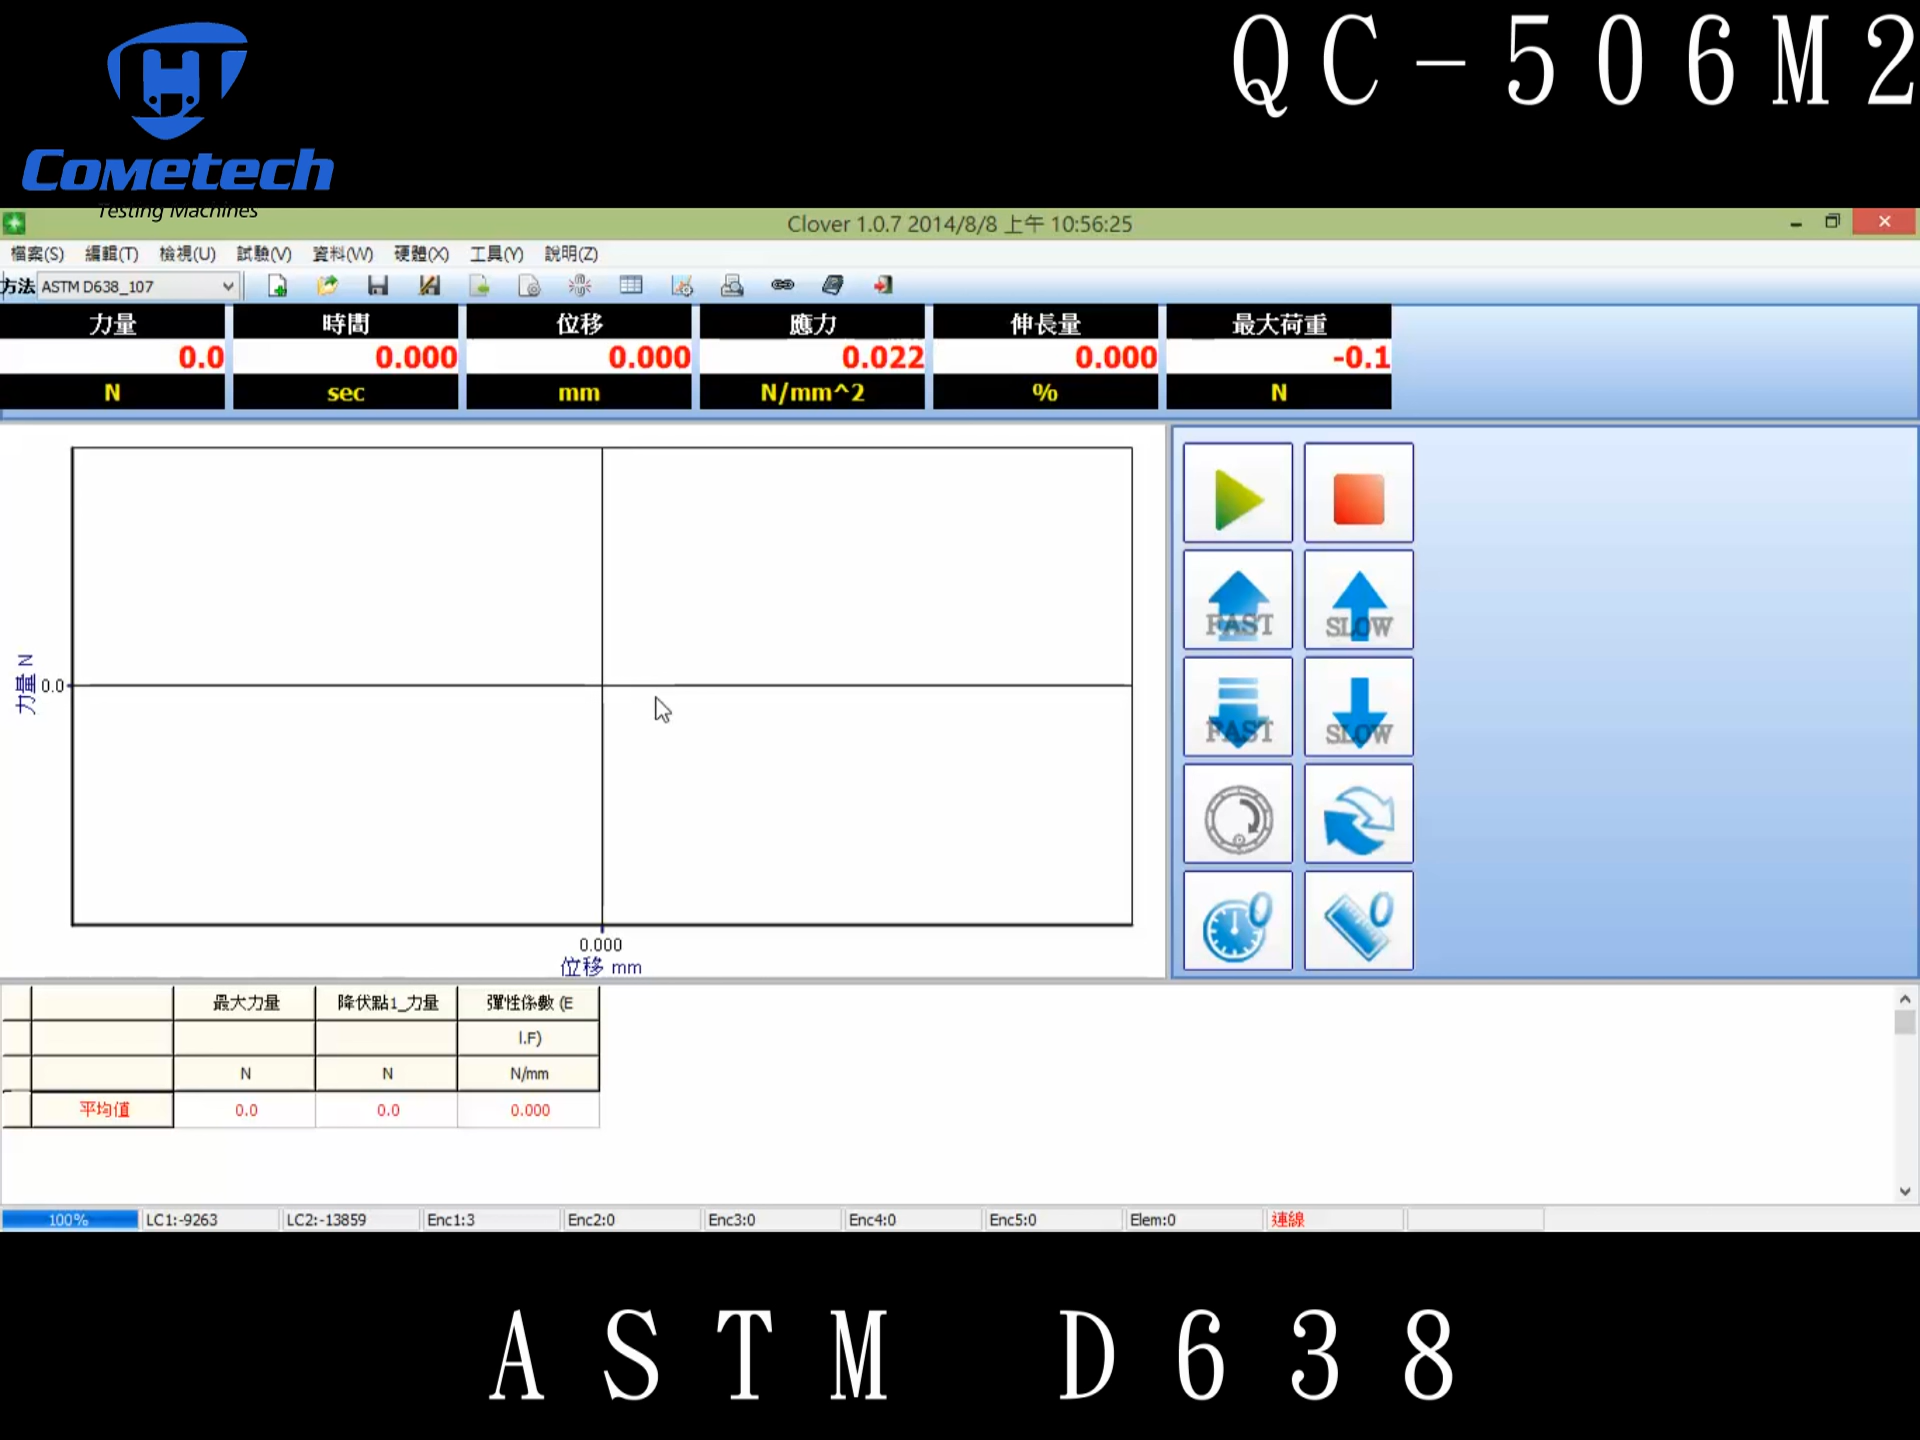 QC-506M2
Cometech
Testing Machines
Clover 1.0.7 2014/8/8 上午 10:56:25
檔案(S) 編輯(T) 檢視(U) 試驗(V) 資料(W) 硬體(X) 工具(Y) 說明(Z)
方法 ASTM D638_107
力量 時間 位移 應力 伸長量 最大荷重
0.0 0.000 0.000 0.022 0.000 -0.1
N sec mm N/mm^2 % N
力量 N
0.0
0.000
位移 mm
FAST SLOW
FAST SLOW
0 0
最大力量 降伏點1_力量 彈性係數 (E
l.F)
N N N/mm
平均值 0.0 0.0 0.000
100% LC1:-9263 LC2:-13859 Enc1:3 Enc2:0 Enc3:0 Enc4:0 Enc5:0 Elem:0 連線
ASTM D638